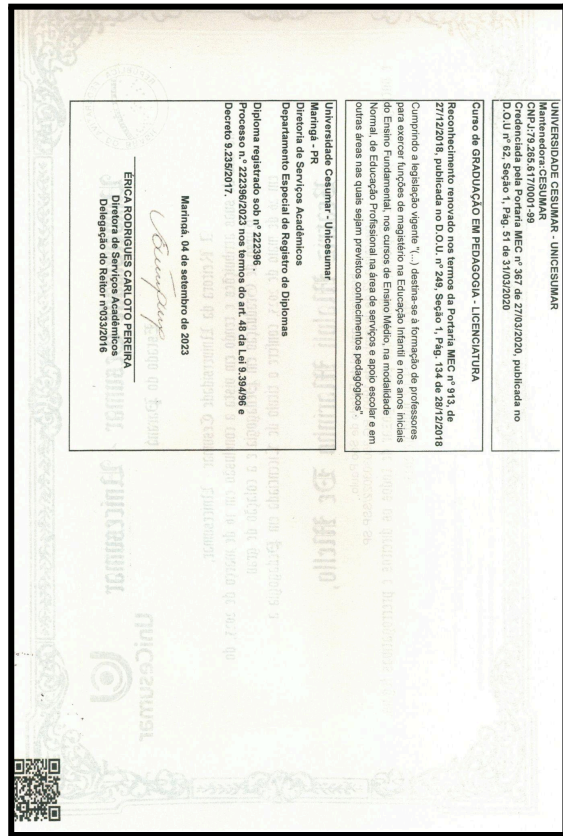 UNIVERSIDADE CESUMAR - UNICESUMAR
Mantenedora:CESUMAR
CNPJ:79.265.617/0001-99
Credenciada pela Portaria MEC nº 367 de 27/03/2020, publicada no
D.O.U nº 62, Seção 1, Pág. 51 de 31/03/2020
Curso de GRADUAÇÃO EM PEDAGOGIA - LICENCIATURA
Reconhecimento renovado nos termos da Portaria MEC nº 913, de
27/12/2018, publicada no D.O.U. nº 249, Seção 1, Pág. 134 de 28/12/2018
Cumprindo a legislação vigente "(...) destina-se à formação de professores
para exercer funções de magistério na Educação Infantil e nos anos iniciais
do Ensino Fundamental, nos cursos de Ensino Médio, na modalidade
Normal, de Educação Profissional na área de serviços e apoio escolar e em
outras áreas nas quais sejam previstos conhecimentos pedagógicos".
Universidade Cesumar - Unicesumar
Maringá - PR
Diretoria de Serviços Acadêmicos
Departamento Especial de Registro de Diplomas
Diploma registrado sob nº 222396 .
Processo n.º 222396/2023 nos termos do art. 48 da Lei 9.394/96 e
Decreto 9.235/2017.
Maringá, 04 de setembro de 2023
ÉRICA RODRIGUES CARLOTO PEREIRA
Diretora de Serviços Acadêmicos
Delegação do Reitor nº033/2016
Unicesumar